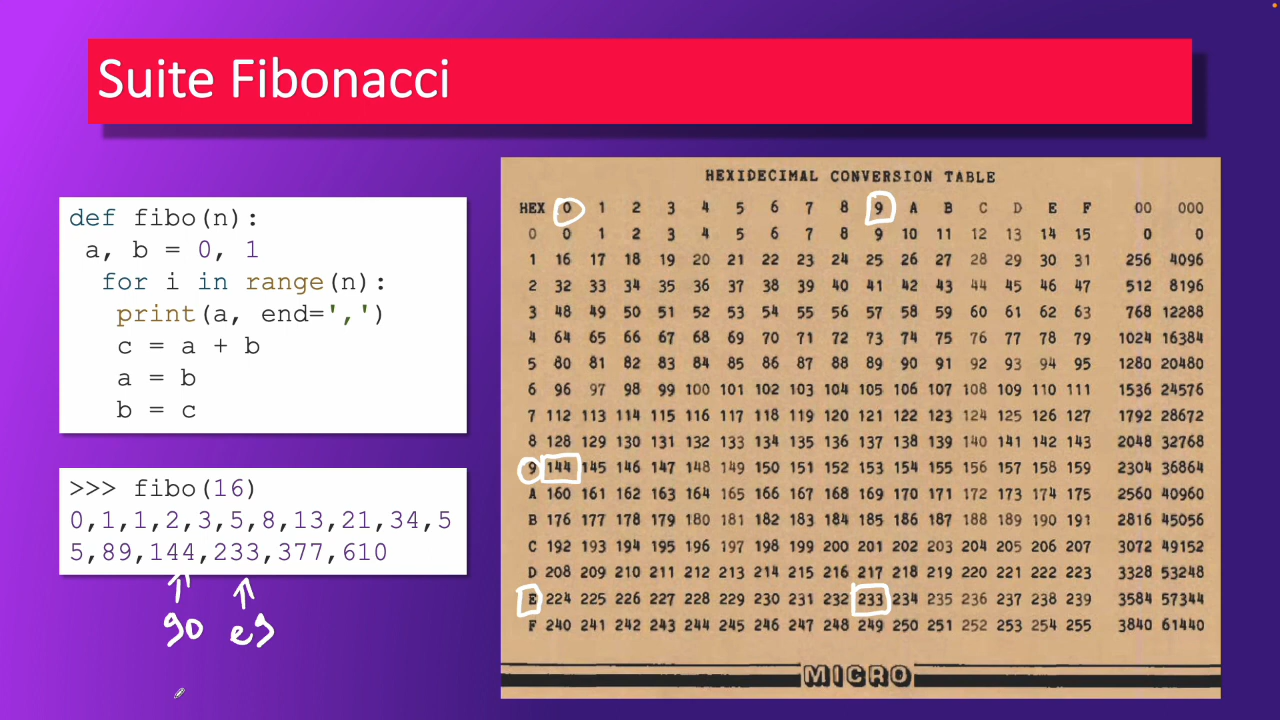 Suite Fibonacci
def fibo(n):
 a, b = 0, 1
  for i in range(n):
   print(a, end=',')
   c = a + b
   a = b
   b = c
>>> fibo(16)
0,1,1,2,3,5,8,13,21,34,5
5,89,144,233,377,610
90 e9
HEXIDECIMAL CONVERSION TABLE
HEX 0 1 2 3 4 5 6 7 8 9 A B C D E F 00 000
0 0 1 2 3 4 5 6 7 8 9 10 11 12 13 14 15 0 0
1 16 17 18 19 20 21 22 23 24 25 26 27 28 29 30 31 256 4096
2 32 33 34 35 36 37 38 39 40 41 42 43 44 45 46 47 512 8196
3 48 49 50 51 52 53 54 55 56 57 58 59 60 61 62 63 768 12288
4 64 65 66 67 68 69 70 71 72 73 74 75 76 77 78 79 1024 16384
5 80 81 82 83 84 85 86 87 88 89 90 91 92 93 94 95 1280 20480
6 96 97 98 99 100 101 102 103 104 105 106 107 108 109 110 111 1536 24576
7 112 113 114 115 116 117 118 119 120 121 122 123 124 125 126 127 1792 28672
8 128 129 130 131 132 133 134 135 136 137 138 139 140 141 142 143 2048 32768
9 144 145 146 147 148 149 150 151 152 153 154 155 156 157 158 159 2304 36864
A 160 161 162 163 164 165 166 167 168 169 170 171 172 173 174 175 2560 40960
B 176 177 178 179 180 181 182 183 184 185 186 187 188 189 190 191 2816 45056
C 192 193 194 195 196 197 198 199 200 201 202 203 204 205 206 207 3072 49152
D 208 209 210 211 212 213 214 215 216 217 218 219 220 221 222 223 3328 53248
E 224 225 226 227 228 229 230 231 232 233 234 235 236 237 238 239 3584 57344
F 240 241 242 243 244 245 246 247 248 249 250 251 252 253 254 255 3840 61440
MICRO